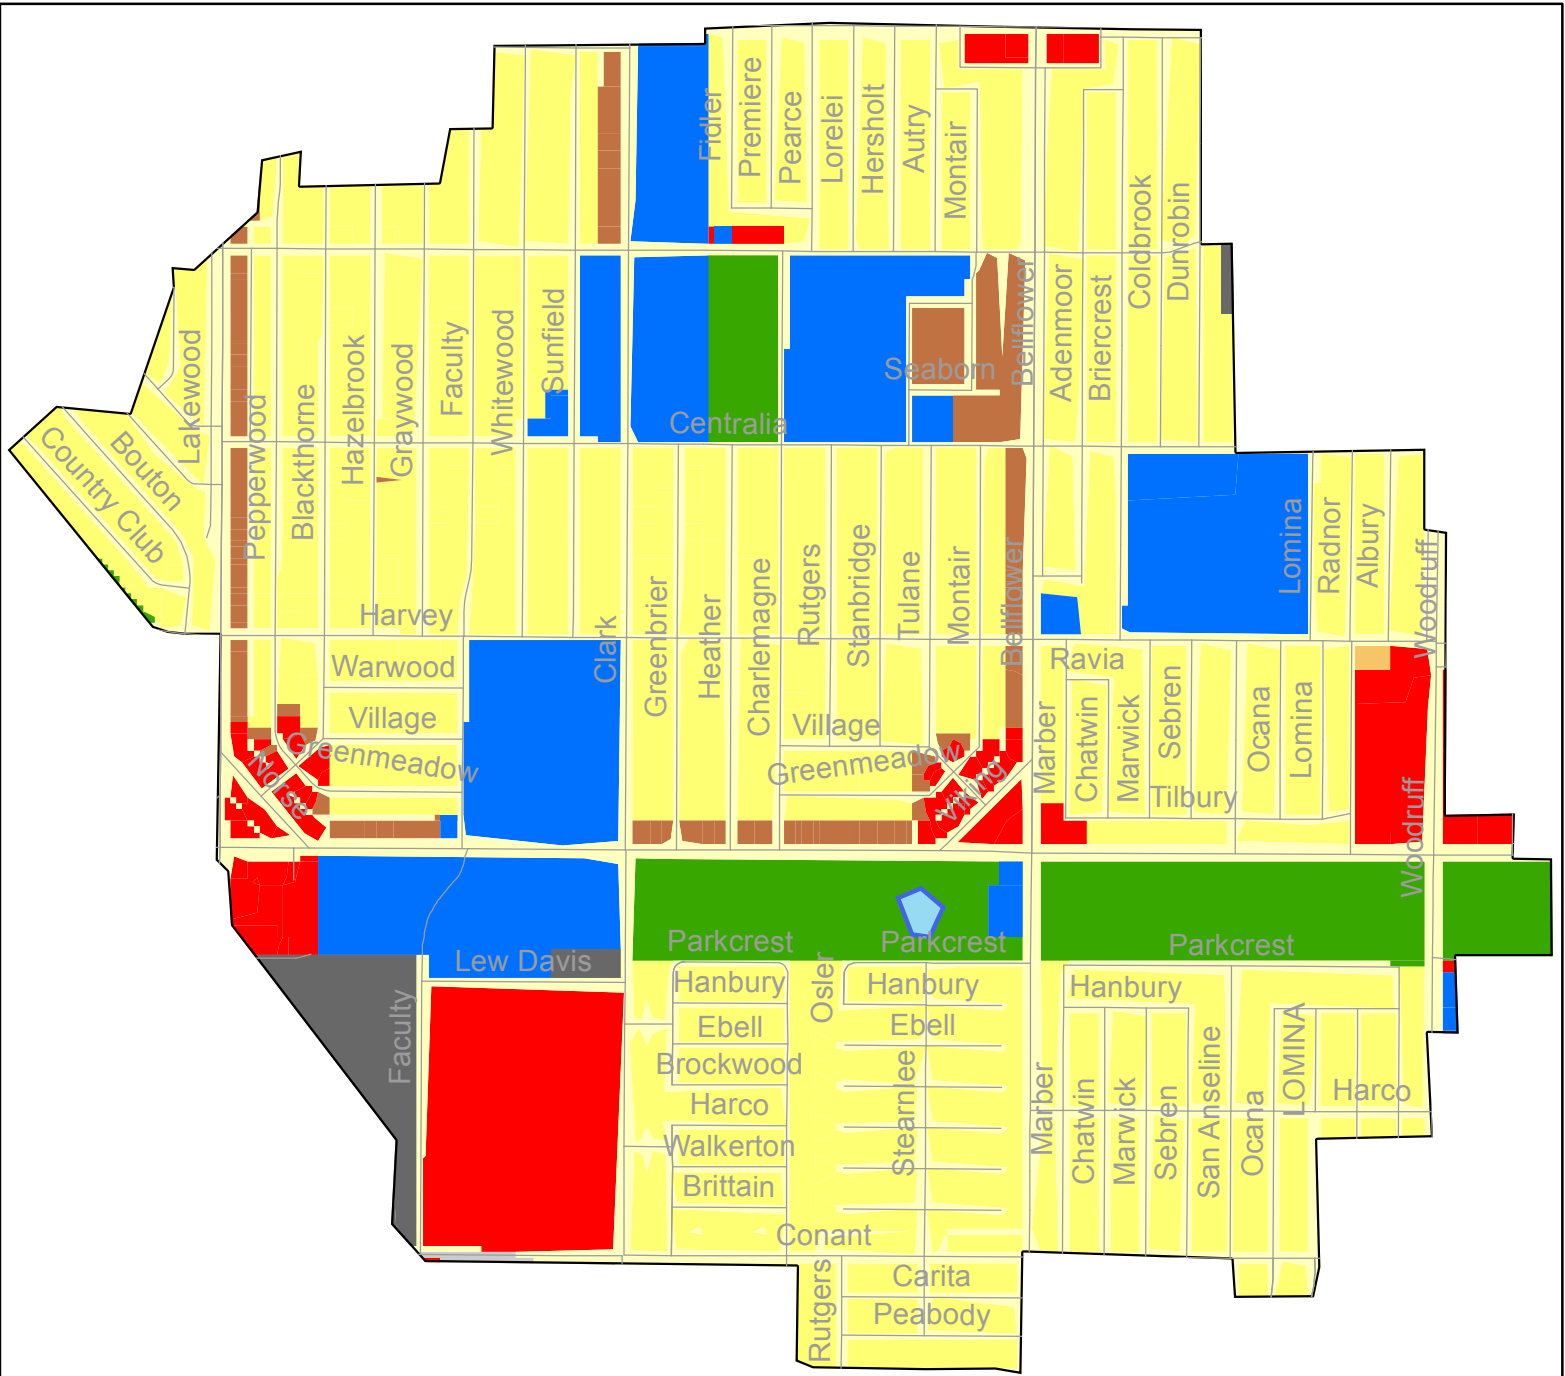 Fidler
Premiere
Pearce
Lorelei
Hersholt
Autry
Montair
Coldbrook
Dunrobin
Lakewood
Pepperwood
Blackthorne
Hazelbrook
Graywood
Faculty
Whitewood
Sunfield
Centralia
Seaborn
Bellflower
Adenmoor
Briercrest
Country Club
Bouton
Harvey
Clark
Greenbrier
Heather
Charlemagne
Rutgers
Stanbridge
Tulane
Montair
Bellflower
Bellflower
Lomina
Radnor
Albury
Woodruff
Warwood
Village
Greenmeadow
Norse
Village
Greenmeadow
Viking
Marber
Ravia
Chatwin
Marwick
Sebren
Tilbury
Ocana
Lomina
Woodruff
Woodruff
Lew Davis
Faculty
Parkcrest
Parkcrest
Parkcrest
Hanbury
Ebell
Brockwood
Harco
Walkerton
Brittain
Osler
Hanbury
Ebell
Stearnlee
Conant
Hanbury
Marber
Chatwin
Marwick
Sebren
San Anseline
Ocana
LOMINA
Harco
Rutgers
Carita
Peabody